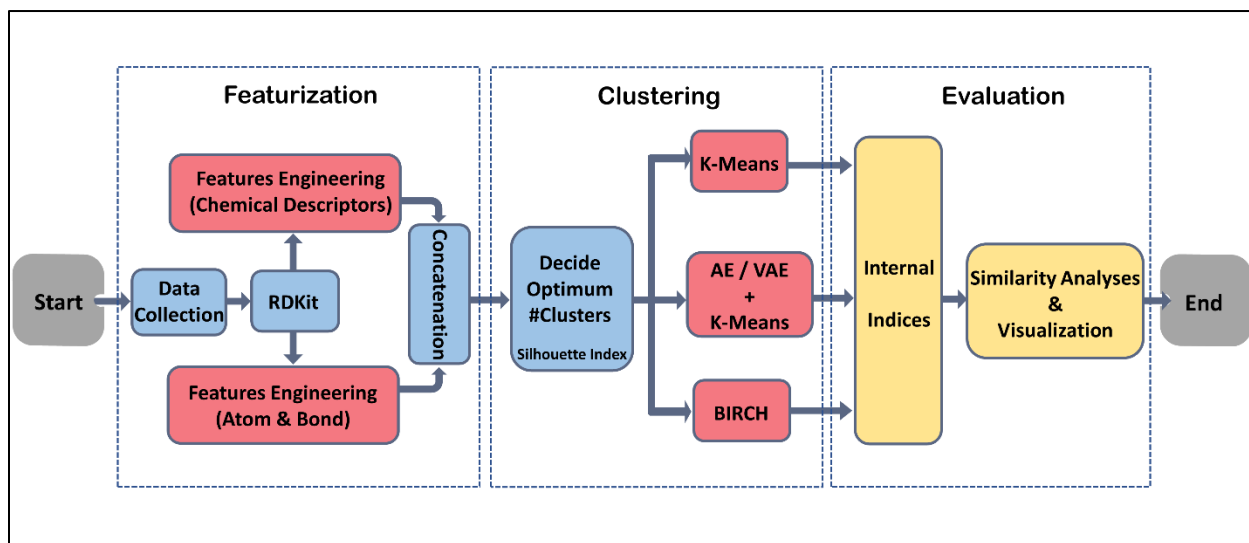 Featurization
Clustering
Evaluation
Start
Data
Collection
RDKit
Features Engineering
(Chemical Descriptors)
Features Engineering
(Atom & Bond)
Concatenation
Decide
Optimum
#Clusters
Silhouette Index
K-Means
AE / VAE
+
K-Means
BIRCH
Internal
Indices
Similarity Analyses
&
Visualization
End